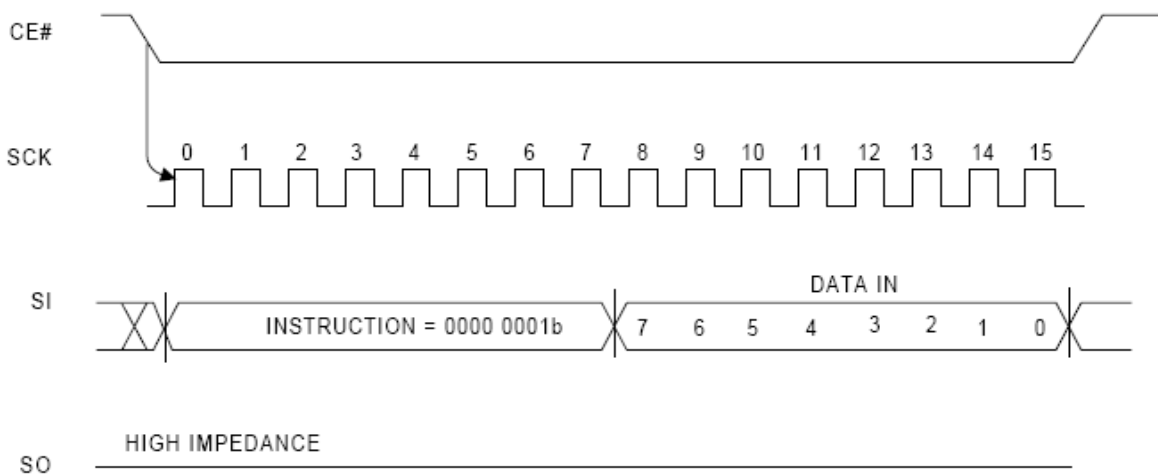 CE#
SCK
0 1 2 3 4 5 6 7 8 9 10 11 12 13 14 15
SI
DATA IN
INSTRUCTION = 0000 0001b
7 6 5 4 3 2 1 0
HIGH IMPEDANCE
SO